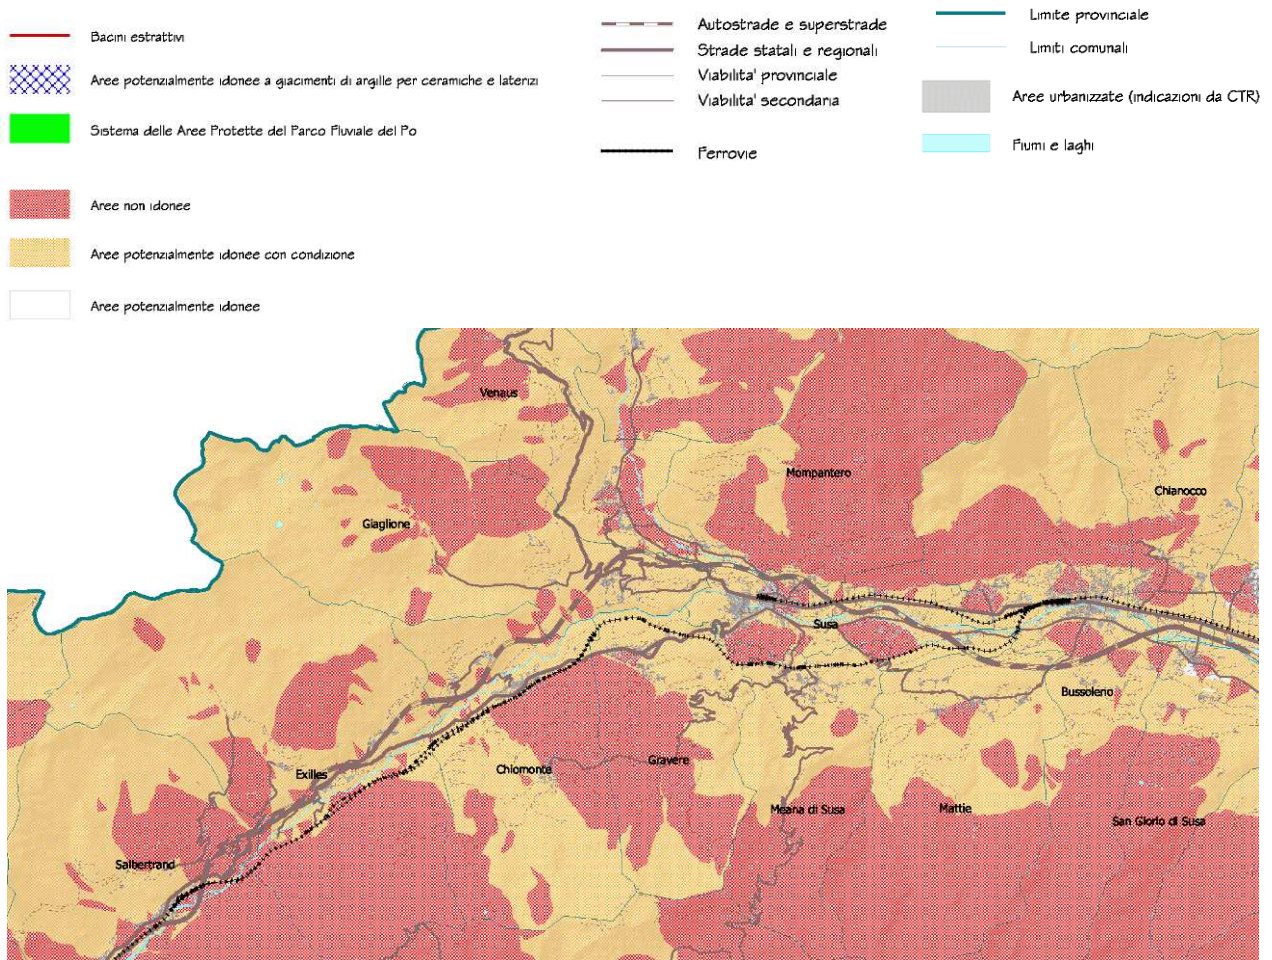 Bacini estrattivi
Aree potenzialmente idonee a giacimenti di argille per ceramiche e laterizi
Sistema delle Aree Protette del Parco Fluviale del Po
Aree non idonee
Aree potenzialmente idonee con condizione
Aree potenzialmente idonee
Autostrade e superstrade
Strade statali e regionali
Viabilita' provinciale
Viabilita' secondaria
Ferrovie
Limite provinciale
Limiti comunali
Aree urbanizzate (indicazioni da CTR)
Fiumi e laghi
Venaus
Mompantero
Chianocco
Giaglione
Susa
Bussoleno
Gravere
Chiomonte
Exilles
Meana di Susa
Mattie
San Giorio di Susa
Salbertrand